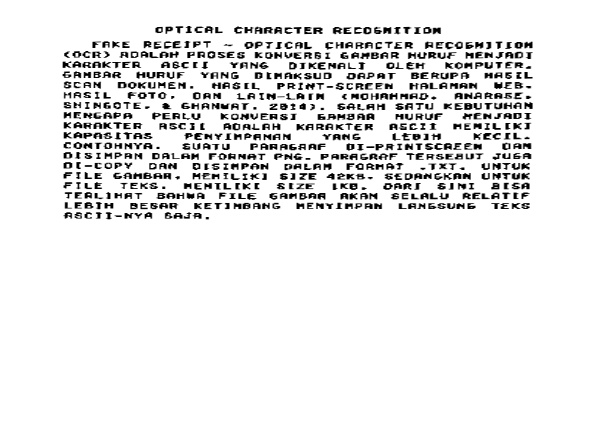 OPTICAL CHARACTER RECOGNITION
FAKE RECEIPT ~ OPTICAL CHARACTER RECOGNITION
(OCR) ADALAH PROSES KONVERSI GAMBAR HURUF MENJADI
KARAKTER ASCII YANG DIKENALI OLEH KOMPUTER.
GAMBAR HURUF YANG DIMAKSUD DAPAT BERUPA HASIL
SCAN DOKUMEN, HASIL PRINT-SCREEN HALAMAN WEB,
HASIL FOTO, DAN LAIN-LAIN (MOHAMMAD, ANARASE,
SHINGOTE, & GHANWAT, 2014). SALAH SATU KEBUTUHAN
MENGAPA PERLU KONVERSI GAMBAR HURUF MENJADI
KARAKTER ASCII ADALAH KARAKTER ASCII MEMILIKI
KAPASITAS PENYIMPANAN YANG LEBIH KECIL.
CONTOHNYA, SUATU PARAGRAF DI-PRINTSCREEN DAN
DISIMPAN DALAM FORMAT PNG. PARAGRAF TERSEBUT JUGA
DI-COPY DAN DISIMPAN DALAM FORMAT .TXT. UNTUK
FILE GAMBAR, MEMILIKI SIZE 42KB, SEDANGKAN UNTUK
FILE TEKS, MEMILIKI SIZE 1KB. DARI SINI BISA
TERLIHAT BAHWA FILE GAMBAR AKAN SELALU RELATIF
LEBIH BESAR KETIMBANG MENYIMPAN LANGSUNG TEKS
ASCII-NYA SAJA.